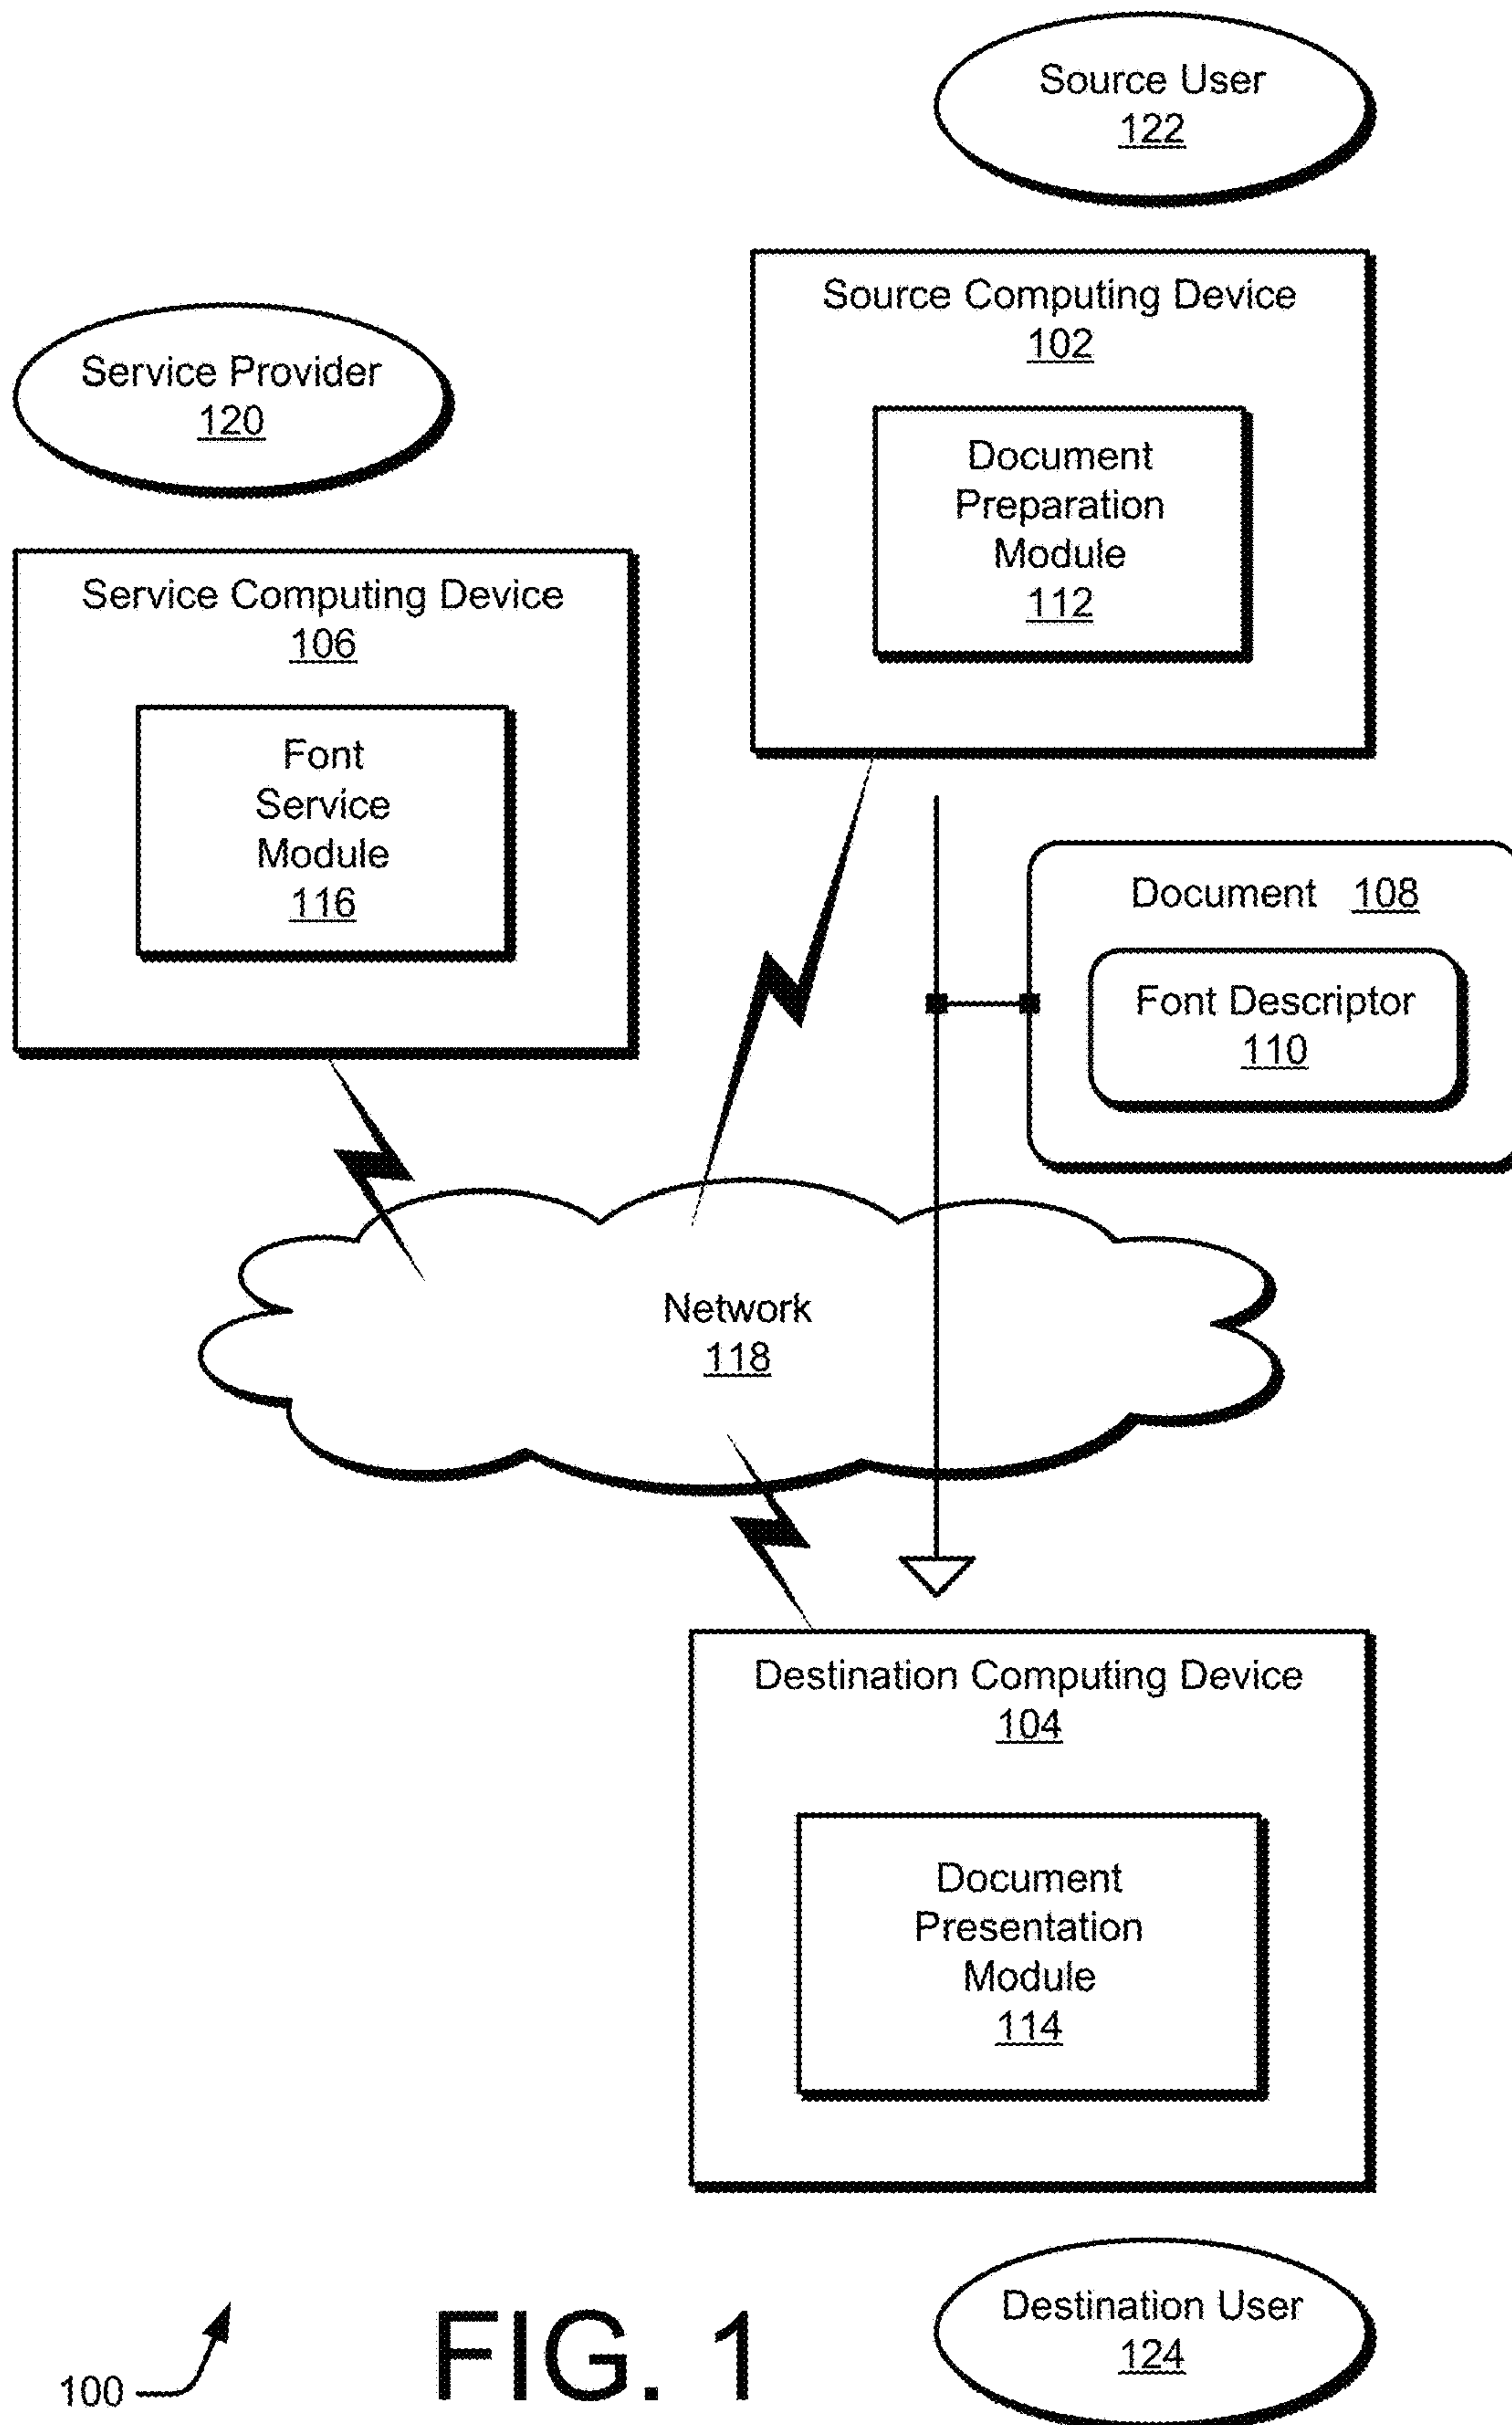 Source User
122
Source Computing Device
102
Document
Preparation
Module
112
Service Provider
120
Service Computing Device
106
Font
Service
Module
116
Document 108
Font Descriptor
110
Network
118
Destination Computing Device
104
Document
Presentation
Module
114
Destination User
124
100
FIG. 1